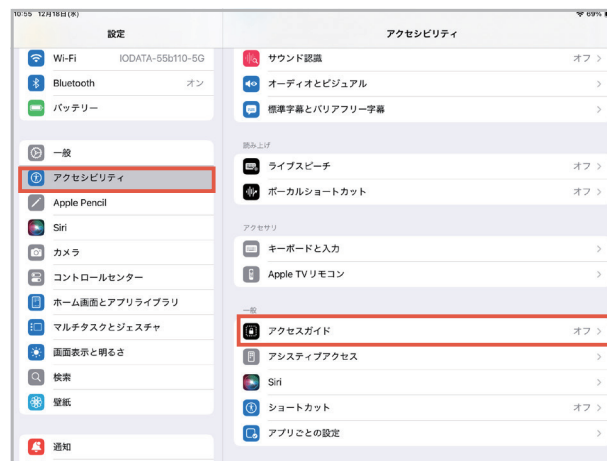 10:55 12月18日(水)
69%
設定
Wi-Fi
IODATA-55b110-5G
Bluetooth
オン
バッテリー
一般
アクセシビリティ
Apple Pencil
Siri
カメラ
コントロールセンター
ホーム画面とアプリライブラリ
マルチタスクとジェスチャ
画面表示と明るさ
検索
壁紙
通知
アクセシビリティ
サウンド認識
オフ
オーディオとビジュアル
標準字幕とバリアフリー字幕
読み上げ
ライブスピーチ
オフ
ボーカルショートカット
オフ
アクセサリ
キーボードと入力
Apple TVリモコン
一般
アクセスガイド
オフ
アシスティブアクセス
Siri
ショートカット
オフ
アプリごとの設定